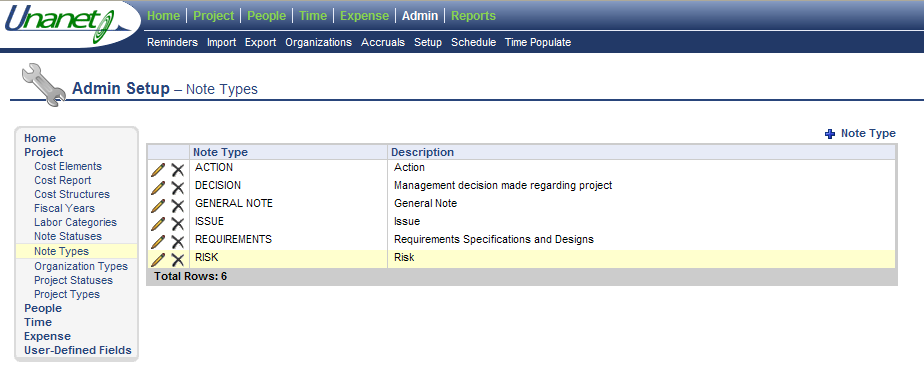 Unanet
Home | Project | People | Time | Expense | Admin | Reports
Reminders Import Export Organizations Accruals Setup Schedule Time Populate
Admin Setup – Note Types
Note Type
Home
Project
Cost Elements
Cost Report
Cost Structures
Fiscal Years
Labor Categories
Note Statuses
Note Types
Organization Types
Project Statuses
Project Types
People
Time
Expense
User-Defined Fields
Note Type Description
ACTION Action
DECISION Management decision made regarding project
GENERAL NOTE General Note
ISSUE Issue
REQUIREMENTS Requirements Specifications and Designs
RISK Risk
Total Rows: 6